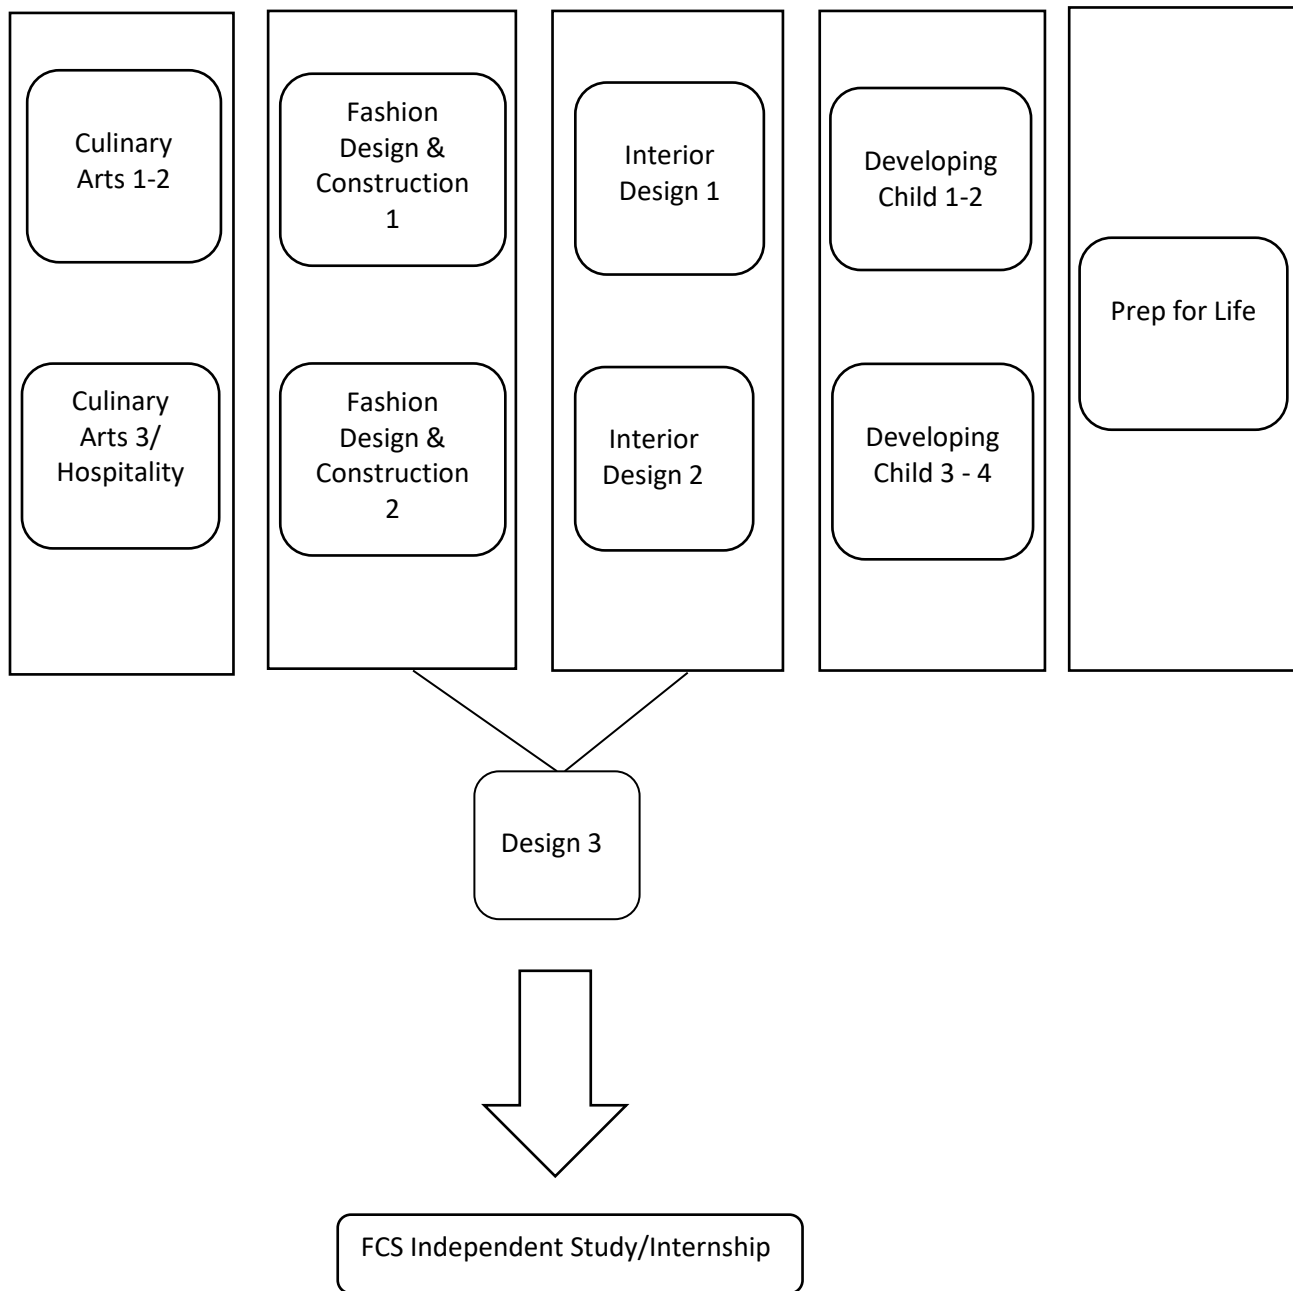 Culinary
Arts 1-2
Fashion
Design &
Construction
1
Interior
Design 1
Developing
Child 1-2
Prep for Life
Culinary
Arts 3/
Hospitality
Fashion
Design &
Construction
2
Interior
Design 2
Developing
Child 3 - 4
Design 3
FCS Independent Study/Internship